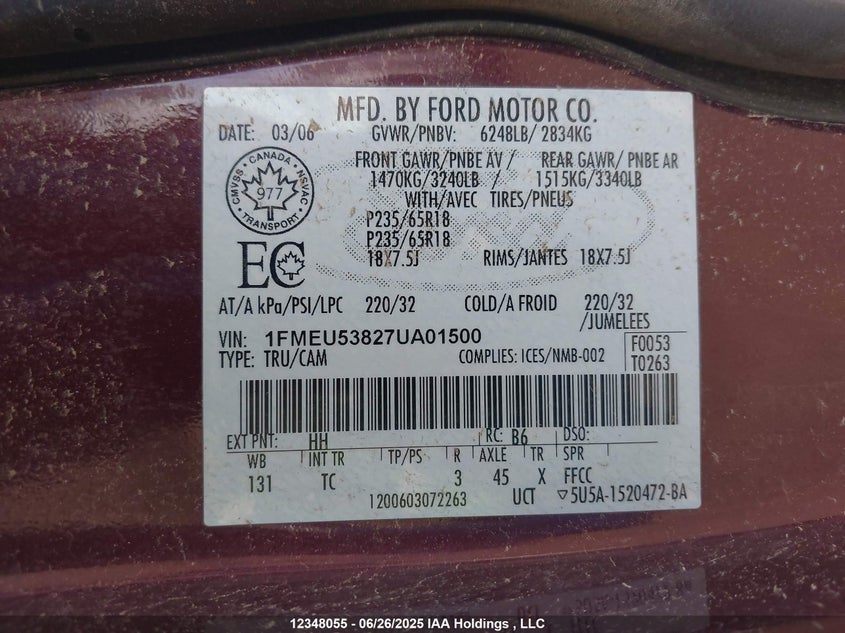 MFD. BY FORD MOTOR CO.
DATE: 03/06 GVWR/PNBV: 6248LB/ 2834KG
FRONT GAWR/PNBE AV / REAR GAWR/ PNBE AR
1470KG/3240LB / 1515KG/3340LB
WITH/AVEC TIRES/PNEUS
CANADA
CMVSS 977 NSVAC
TRANSPORT
P235/65R18
P235/65R18
EC
18X7.5J RIMS/JANTES 18X7.5J
AT/A kPa/PSI/LPC 220/32 COLD/A FROID 220/32
/JUMELEES
VIN: 1FMEU53827UA01500
F0053
TYPE: TRU/CAM COMPLIES: ICES/NMB-002
T0263
EXT PNT: HH RC: B6 DSO:
WB INT TR TP/PS R AXLE TR SPR
131 TC 3 45 X FFCC
1200603072263 UCT ▽5U5A-1520472-BA
12348055 - 06/26/2025 IAA Holdings , LLC